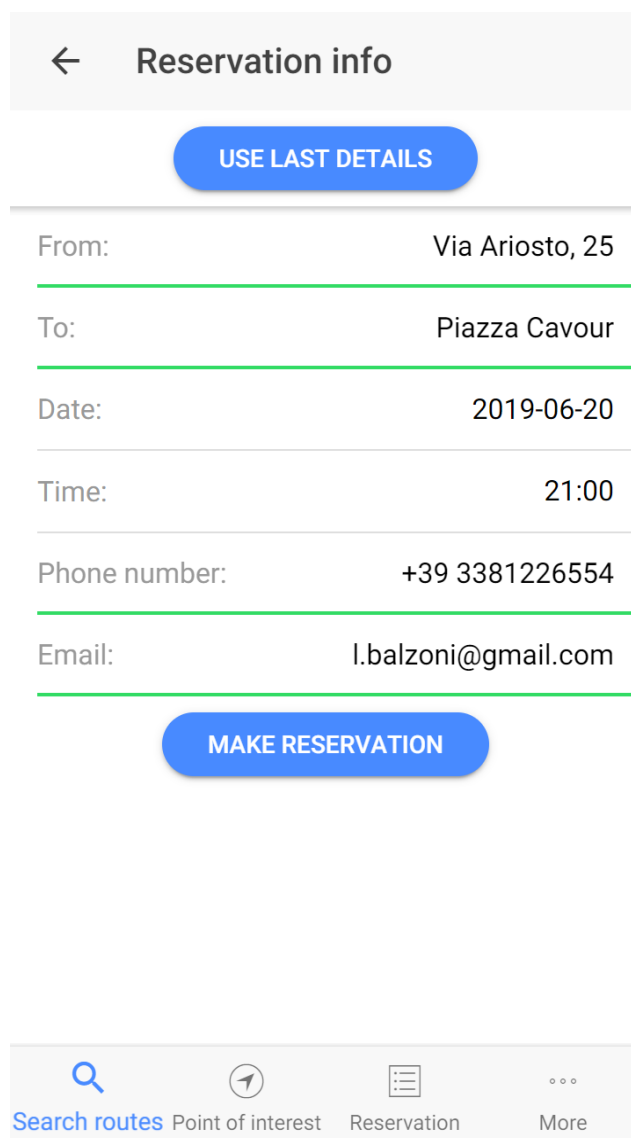 Reservation info
USE LAST DETAILS
From: Via Ariosto, 25
To: Piazza Cavour
Date: 2019-06-20
Time: 21:00
Phone number: +39 3381226554
Email: l.balzoni@gmail.com
MAKE RESERVATION
Search routes Point of interest Reservation More